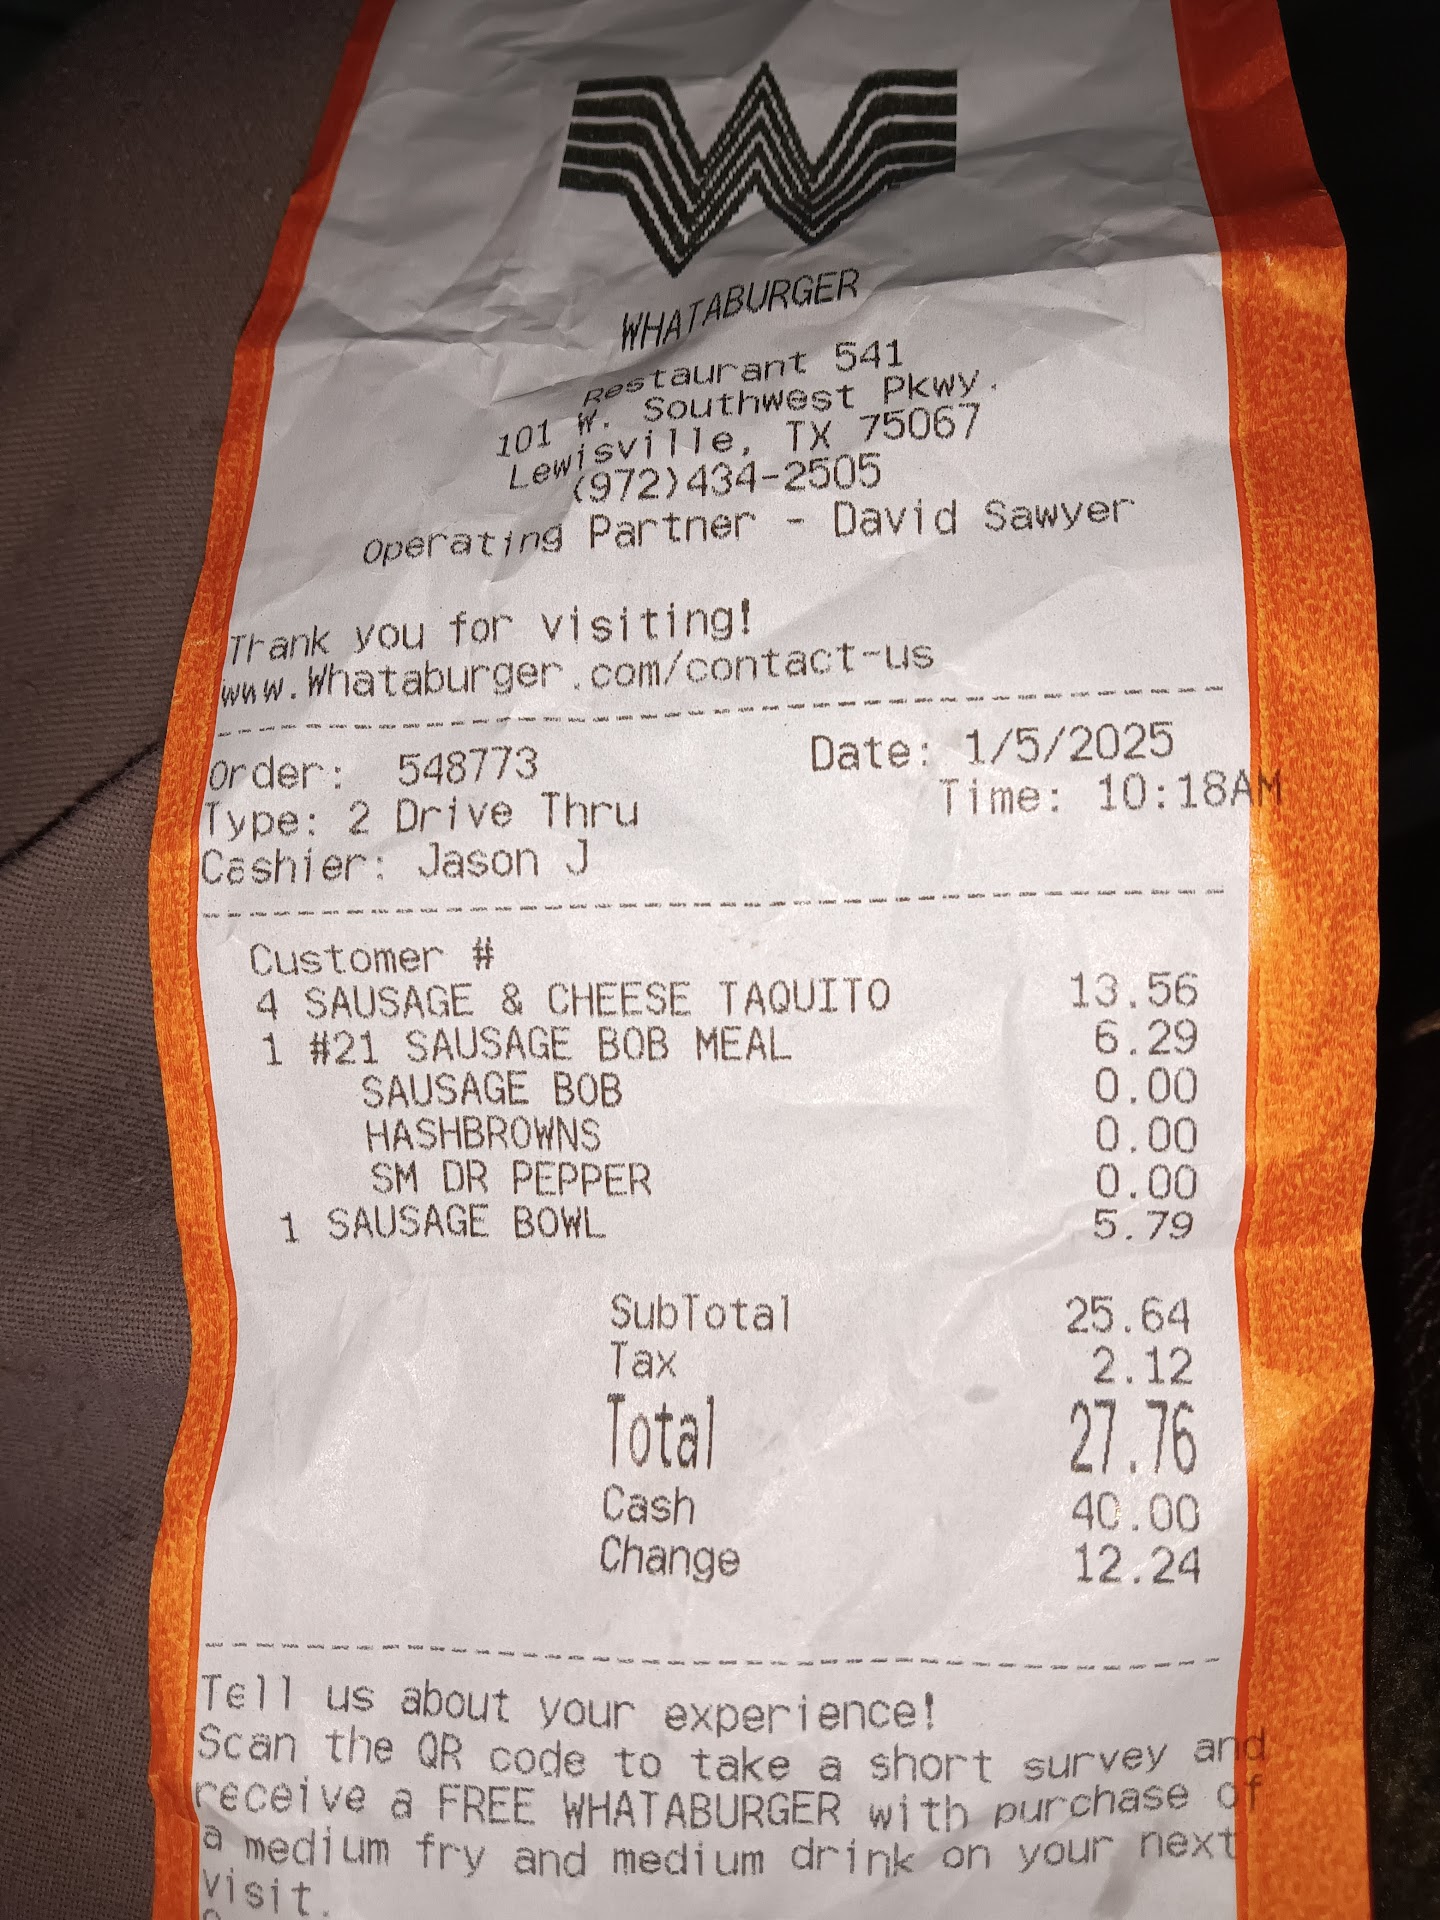 WHATABURGER
Restaurant 541
101 W. Southwest Pkwy.
Lewisville, TX 75067
(972)434-2505
Operating Partner - David Sawyer
Thank you for visiting!
www.Whataburger.com/contact-us
Order: 548773 Date: 1/5/2025
Type: 2 Drive Thru Time: 10:18AM
Cashier: Jason J
Customer #
4 SAUSAGE & CHEESE TAQUITO 13.56
1 #21 SAUSAGE BOB MEAL 6.29
SAUSAGE BOB 0.00
HASHBROWNS 0.00
SM DR PEPPER 0.00
1 SAUSAGE BOWL 5.79
SubTotal 25.64
Tax 2.12
Total 27.76
Cash 40.00
Change 12.24
Tell us about your experience!
Scan the QR code to take a short survey and
receive a FREE WHATABURGER with purchase of
a medium fry and medium drink on your next
visit.